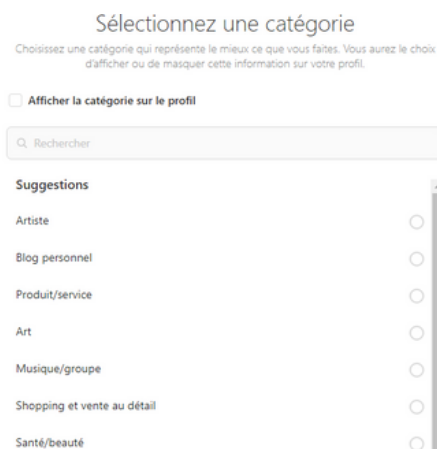 Sélectionnez une catégorie
Choisissez une catégorie qui représente le mieux ce que vous faites. Vous aurez le choix
d'afficher ou de masquer cette information sur votre profil.
Afficher la catégorie sur le profil
Rechercher
Suggestions
Artiste
Blog personnel
Produit/service
Art
Musique/groupe
Shopping et vente au détail
Santé/beauté